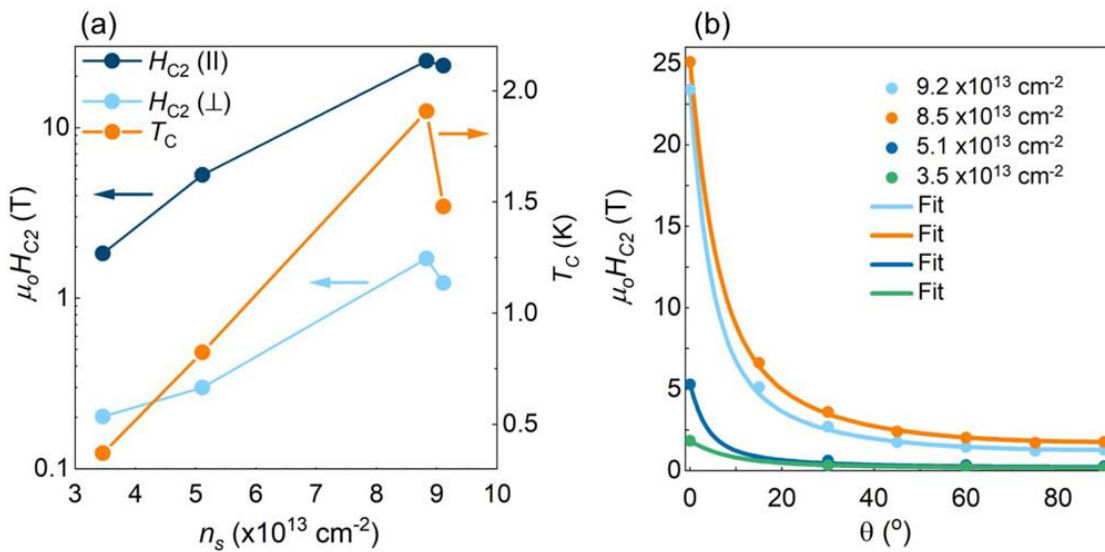 (a)
H_C2 (II)
H_C2 (⊥)
T_C
10
1
0.1
μ_oH_C2 (T)
2.0
1.5
1.0
0.5
T_C (K)
3 4 5 6 7 8 9 10
n_s (x10^13 cm^-2)
(b)
25
20
15
10
5
0
μ_oH_C2 (T)
9.2 x10^13 cm^-2
8.5 x10^13 cm^-2
5.1 x10^13 cm^-2
3.5 x10^13 cm^-2
Fit
Fit
Fit
Fit
0 20 40 60 80
θ (°)